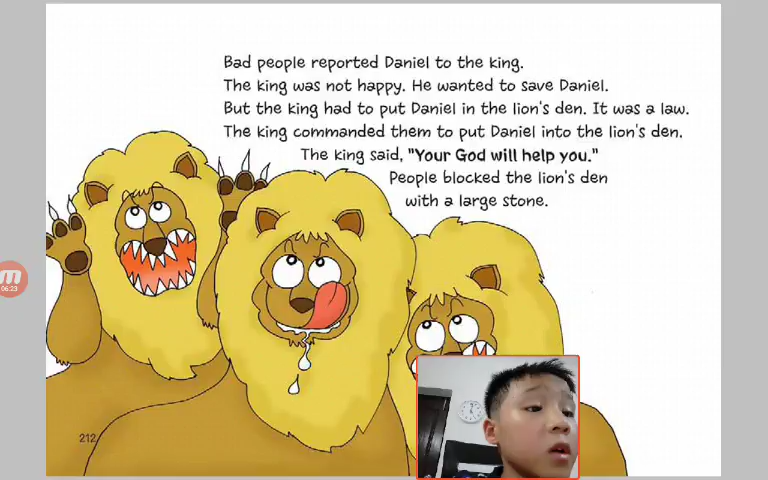 Bad people reported Daniel to the king.
The king was not happy. He wanted to save Daniel.
But the king had to put Daniel in the lion's den. It was a law.
The king commanded them to put Daniel into the lion's den.
The king said, "Your God will help you."
People blocked the lion's den
with a large stone.
m
06:23
212